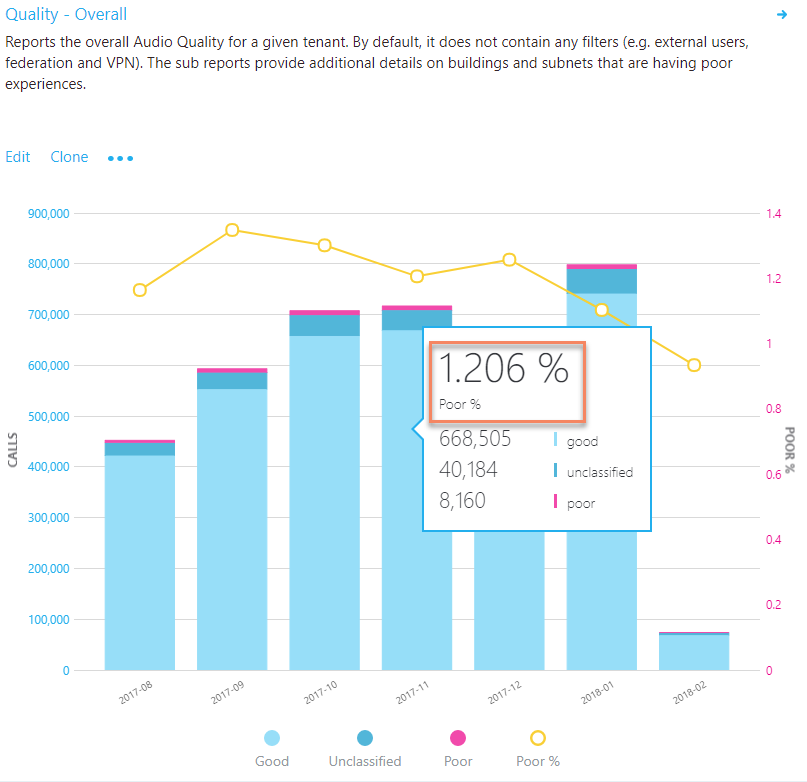 Quality - Overall
Reports the overall Audio Quality for a given tenant. By default, it does not contain any filters (e.g. external users,
federation and VPN). The sub reports provide additional details on buildings and subnets that are having poor
experiences.
Edit Clone
900,000 1.4
800,000 1.2
700,000
1
600,000
0.8
500,000
400,000 0.6
300,000
0.4
200,000
0.2
100,000
0 0
CALLS
POOR %
1.206 %
Poor %
668,505 good
40,184 unclassified
8,160 poor
2017-08 2017-09 2017-10 2017-11 2017-12 2018-01 2018-02
Good Unclassified Poor Poor %